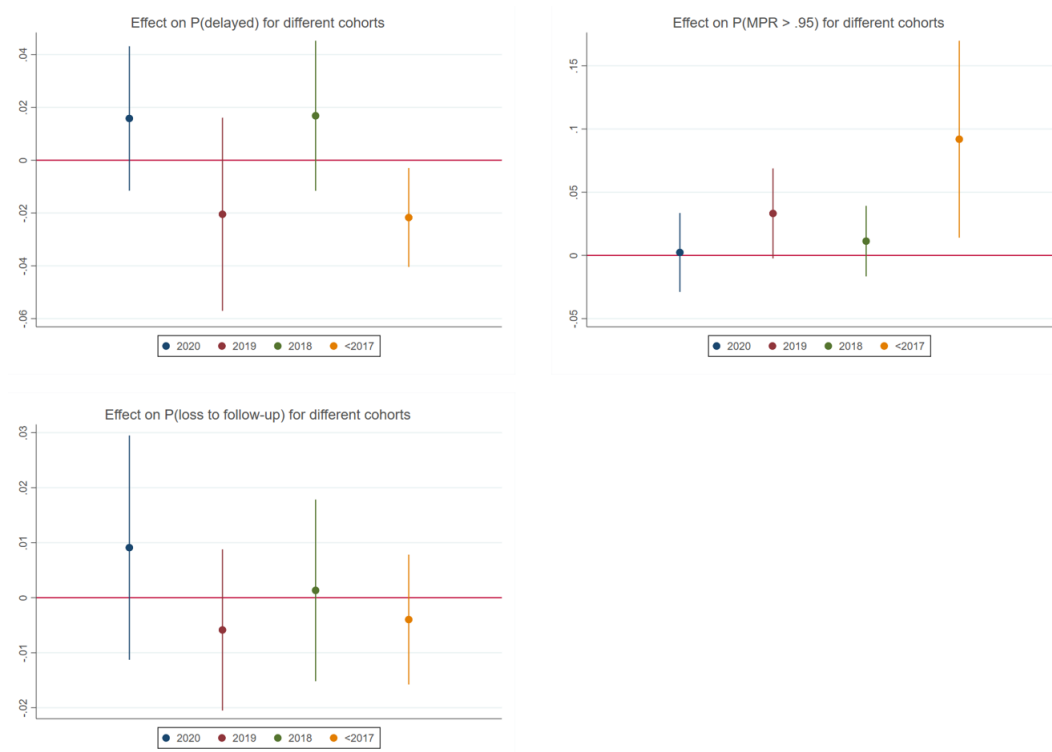 Effect on P(delayed) for different cohorts
.04
.02
0
-.02
-.04
-.06
2020 2019 2018 <2017
Effect on P(MPR > .95) for different cohorts
.15
.1
.05
0
-.05
2020 2019 2018 <2017
Effect on P(loss to follow-up) for different cohorts
.03
.02
.01
0
-.01
-.02
2020 2019 2018 <2017